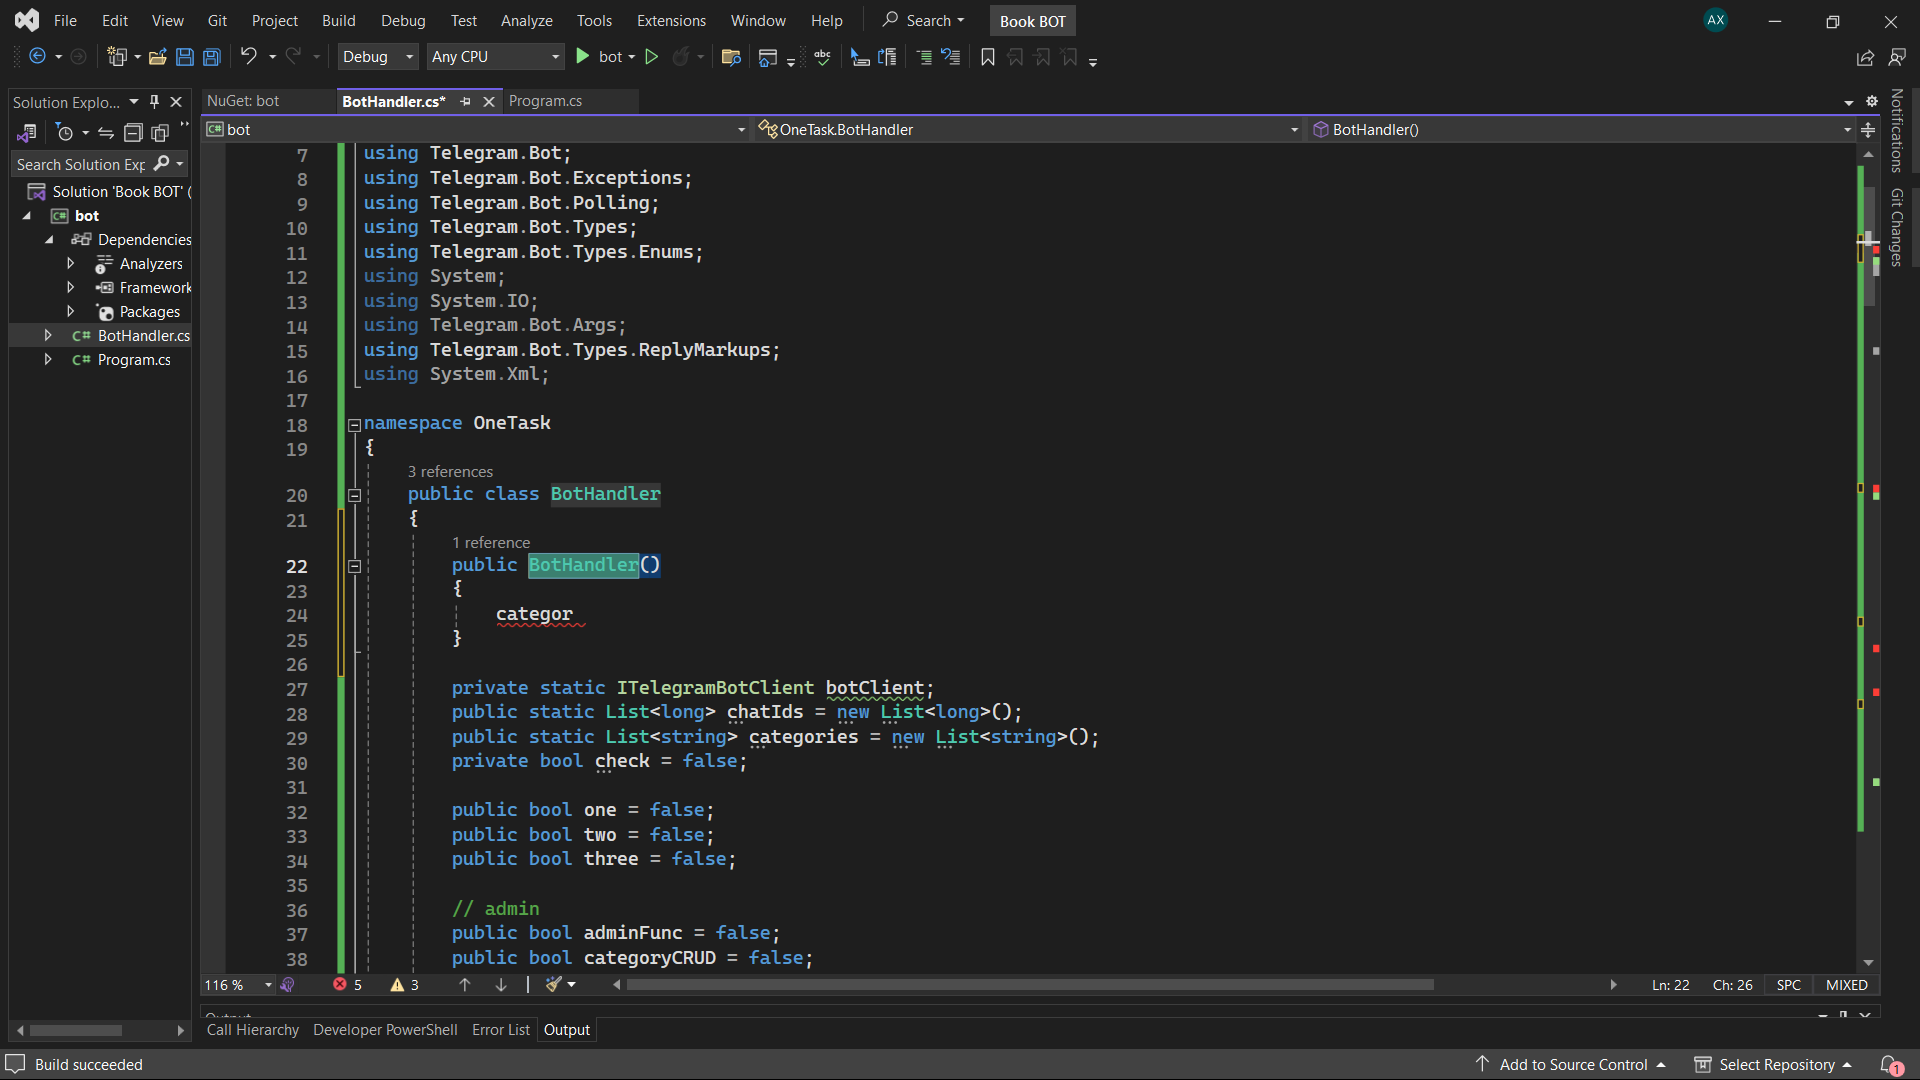 File Edit View Git Project Build Debug Test Analyze Tools Extensions Window Help Search Book BOT AX
Debug Any CPU bot abc
Solution Explo...
Search Solution Exp
Solution 'Book BOT' (
C# bot
Dependencies
Analyzers
Framework
Packages
C# BotHandler.cs
C# Program.cs
NuGet: bot BotHandler.cs* Program.cs
C# bot OneTask.BotHandler BotHandler()
7 using Telegram.Bot;
8 using Telegram.Bot.Exceptions;
9 using Telegram.Bot.Polling;
10 using Telegram.Bot.Types;
11 using Telegram.Bot.Types.Enums;
12 using System;
13 using System.IO;
14 using Telegram.Bot.Args;
15 using Telegram.Bot.Types.ReplyMarkups;
16 using System.Xml;
17
18 namespace OneTask
19 {
3 references
20 public class BotHandler
21 {
1 reference
22 public BotHandler()
23 {
24 categor
25 }
26
27 private static ITelegramBotClient botClient;
28 public static List<long> chatIds = new List<long>();
29 public static List<string> categories = new List<string>();
30 private bool check = false;
31
32 public bool one = false;
33 public bool two = false;
34 public bool three = false;
35
36 // admin
37 public bool adminFunc = false;
38 public bool categoryCRUD = false;
Notifications
Git Changes
116 % 5 3 Ln: 22 Ch: 26 SPC MIXED
Call Hierarchy Developer PowerShell Error List Output
Build succeeded Add to Source Control Select Repository 1